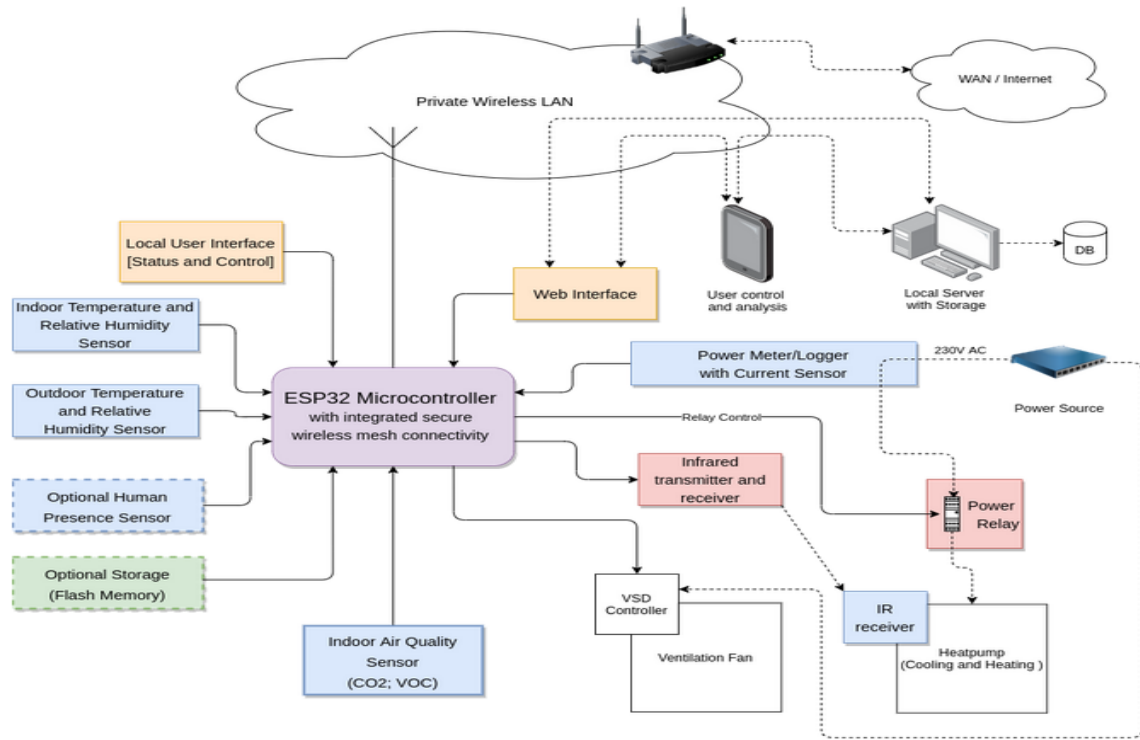 Private Wireless LAN
WAN / Internet
Local User Interface
[Status and Control]
Web Interface
User control
and analysis
Local Server
with Storage
DB
Indoor Temperature and
Relative Humidity
Sensor
Outdoor Temperature
and Relative
Humidity Sensor
Optional Human
Presence Sensor
Optional Storage
(Flash Memory)
Indoor Air Quality
Sensor
(CO2; VOC)
ESP32 Microcontroller
with integrated secure
wireless mesh connectivity
Power Meter/Logger
with Current Sensor
230V AC
Power Source
Relay Control
Infrared
transmitter and
receiver
Power
Relay
VSD
Controller
Ventilation Fan
IR
receiver
Heatpump
(Cooling and Heating )